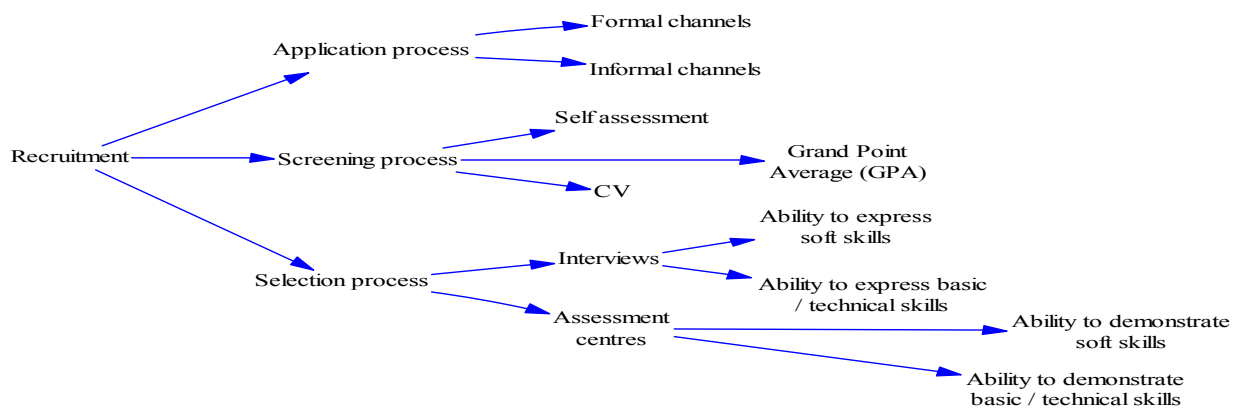 Formal channels
Application process
Informal channels
Self assessment
Recruitment
Screening process
Grand Point
Average (GPA)
CV
Ability to express
soft skills
Interviews
Selection process
Ability to express basic
/ technical skills
Assessment
centres
Ability to demonstrate
soft skills
Ability to demonstrate
basic / technical skills